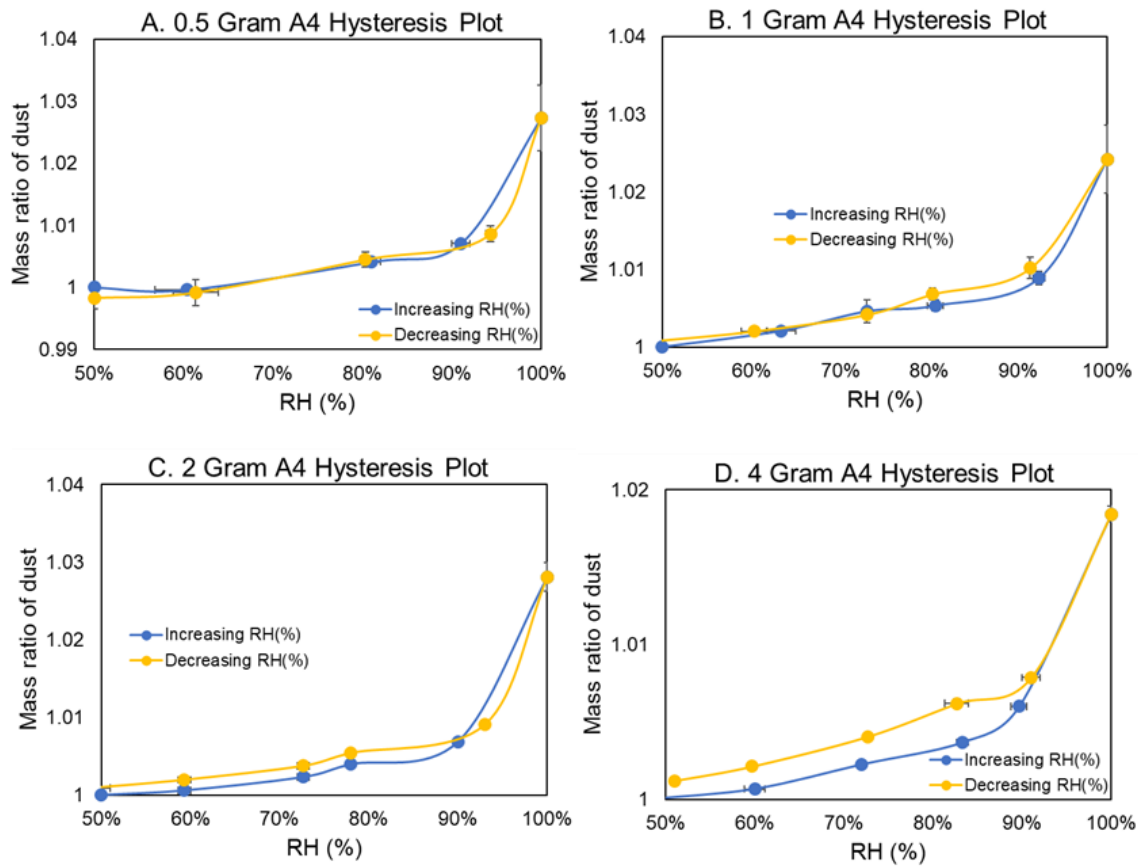 A. 0.5 Gram A4 Hysteresis Plot
1.04
1.03
1.02
1.01
1
0.99
Mass ratio of dust
Increasing RH(%)
Decreasing RH(%)
50% 60% 70% 80% 90% 100%
RH (%)
B. 1 Gram A4 Hysteresis Plot
1.04
1.03
1.02
1.01
1
Mass ratio of dust
Increasing RH(%)
Decreasing RH(%)
50% 60% 70% 80% 90% 100%
RH (%)
C. 2 Gram A4 Hysteresis Plot
1.04
1.03
1.02
1.01
1
Mass ratio of dust
Increasing RH(%)
Decreasing RH(%)
50% 60% 70% 80% 90% 100%
RH (%)
D. 4 Gram A4 Hysteresis Plot
1.02
1.01
1
Mass ratio of dust
Increasing RH(%)
Decreasing RH(%)
50% 60% 70% 80% 90% 100%
RH (%)